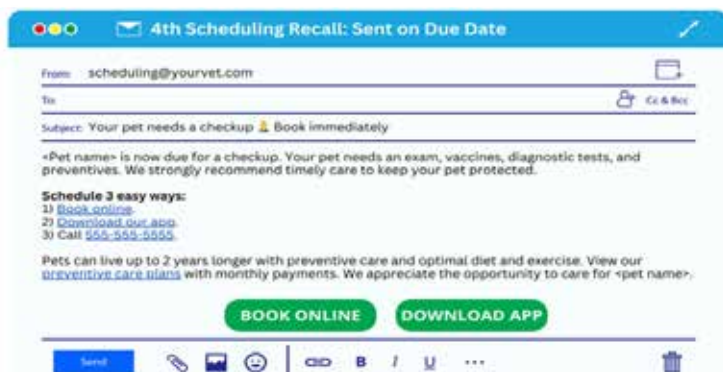 4th Scheduling Recall: Sent on Due Date
From: scheduling@yourvet.com
To:
Cc & Bcc
Subject: Your pet needs a checkup 🔔 Book immediately
<Pet name> is now due for a checkup. Your pet needs an exam, vaccines, diagnostic tests, and
preventives. We strongly recommend timely care to keep your pet protected.
Schedule 3 easy ways:
1) Book online.
2) Download our app.
3) Call 555-555-5555.
Pets can live up to 2 years longer with preventive care and optimal diet and exercise. View our
preventive care plans with monthly payments. We appreciate the opportunity to care for <pet name>.
BOOK ONLINE DOWNLOAD APP
Send B I U ...